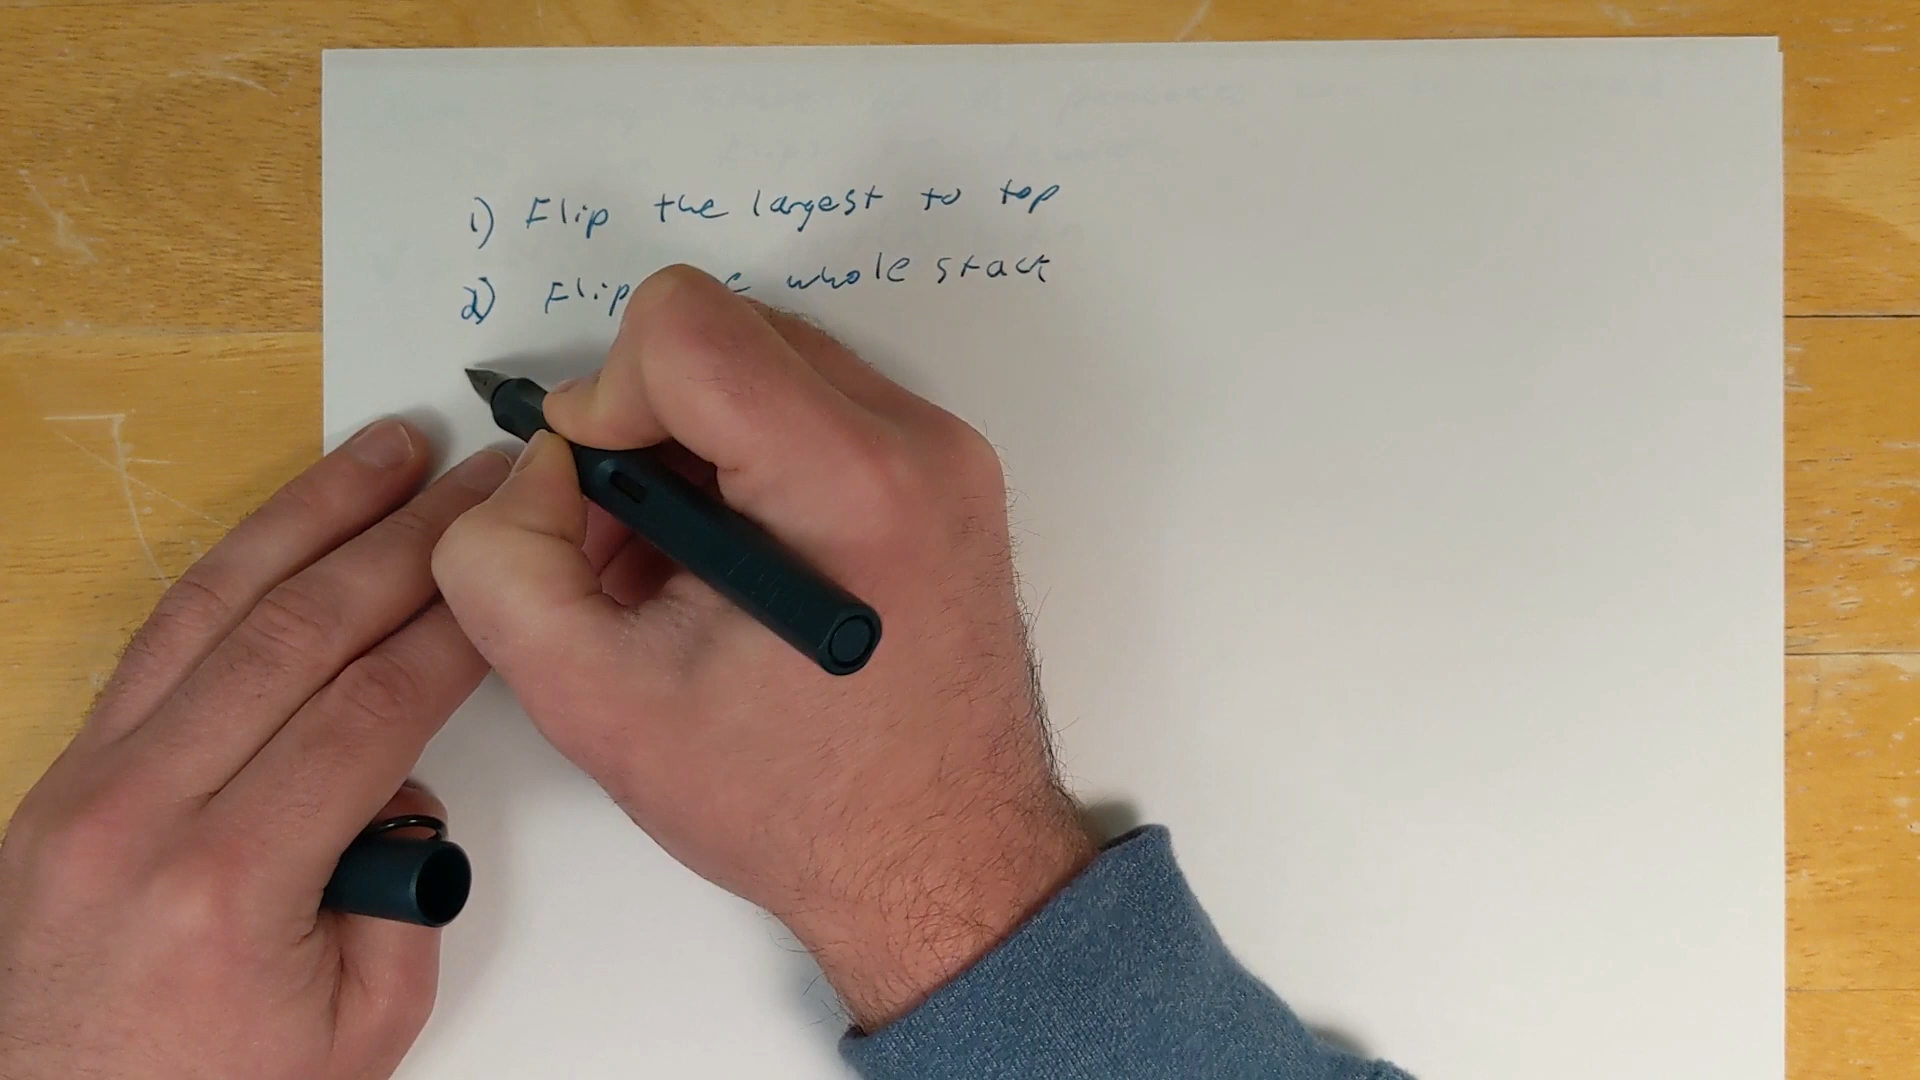 1) Flip the largest to top
2) Flip whole stack